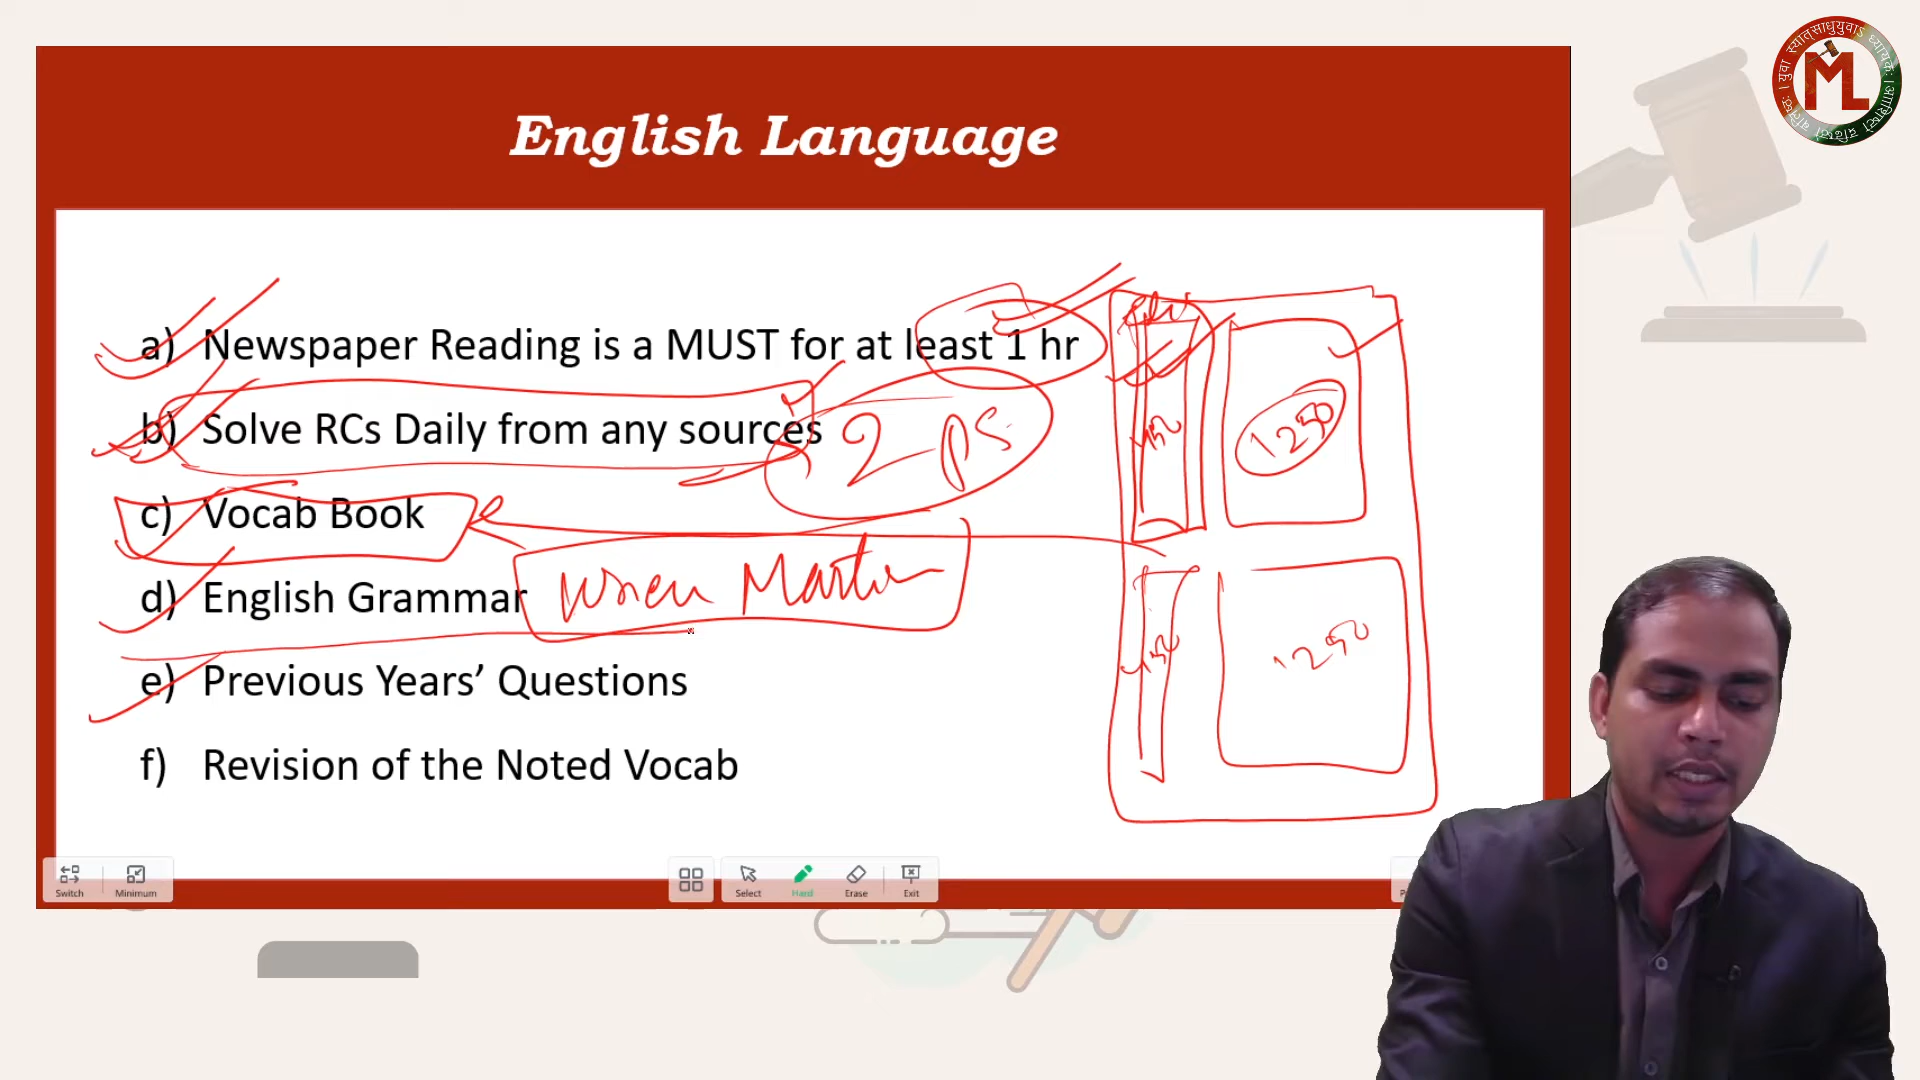 English Language
a) Newspaper Reading is a MUST for at least 1 hr
b) Solve RCs Daily from any sources
2 ps
c) Vocab Book
d) English Grammar
Wren Martin
e) Previous Years’ Questions
f) Revision of the Noted Vocab
1250
1250
ML
Switch
Minimum
Select
Hard
Erase
Exit